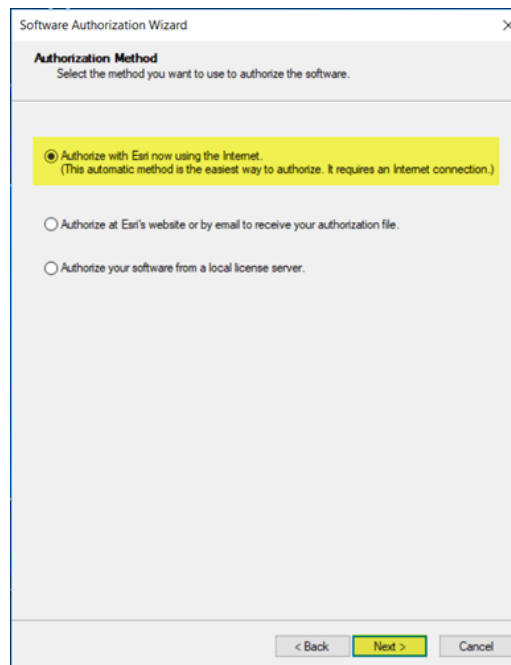 Software Authorization Wizard
Authorization Method
Select the method you want to use to authorize the software.
Authorize with Esri now using the Internet.
(This automatic method is the easiest way to authorize. It requires an Internet connection.)
Authorize at Esri's website or by email to receive your authorization file.
Authorize your software from a local license server.
< Back Next > Cancel